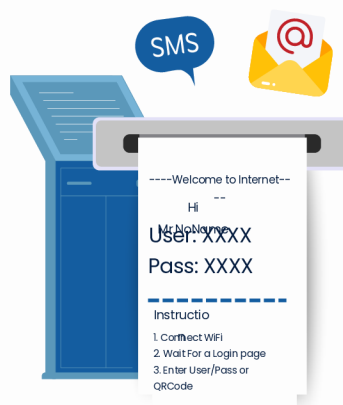 SMS
@
----Welcome to Internet--
--
Hi
Mr.NoName
User: XXXX
Pass: XXXX
Instructio
n
1. Connect WiFi
2. Wait For a Login page
3. Enter User/Pass or
QRCode